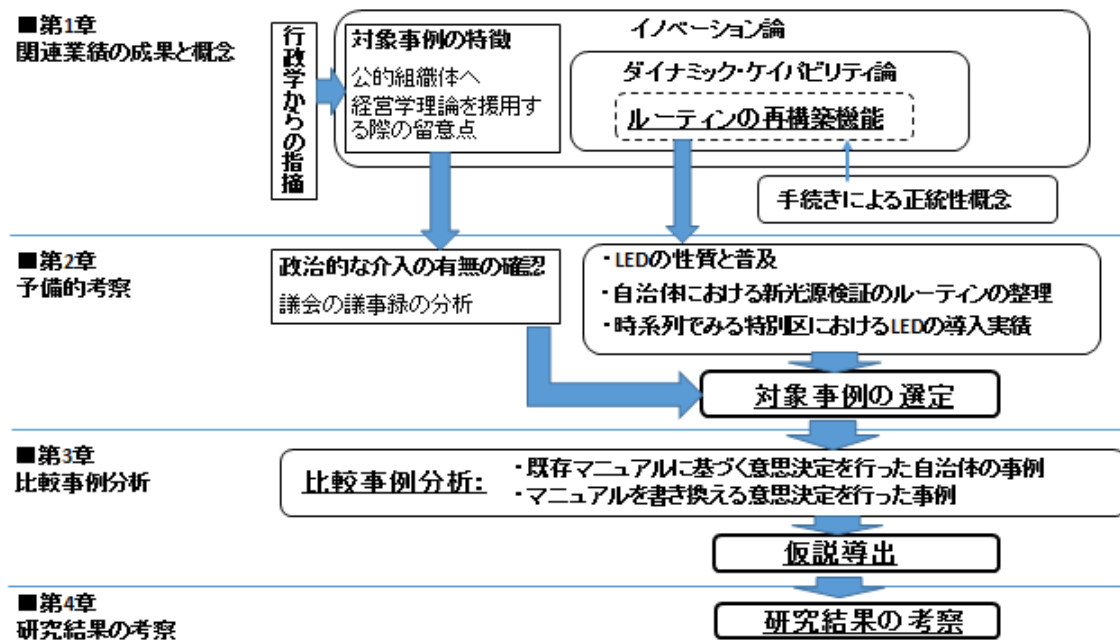 ■第1章
関連業績の成果と概念
行政学からの指摘
対象事例の特徴
公的組織体へ
経営学理論を援用す
る際の留意点
イノベーション論
ダイナミック・ケイパビリティ論
ルーティンの再構築機能
手続きによる正統性概念
■第2章
予備的考察
政治的な介入の有無の確認
議会の議事録の分析
・LEDの性質と普及
・自治体における新光源検証のルーティンの整理
・時系列でみる特別区におけるLEDの導入実績
対象事例の選定
■第3章
比較事例分析
比較事例分析:
・既存マニュアルに基づく意思決定を行った自治体の事例
・マニュアルを書き換える意思決定を行った事例
仮説導出
■第4章
研究結果の考察
研究結果の考察